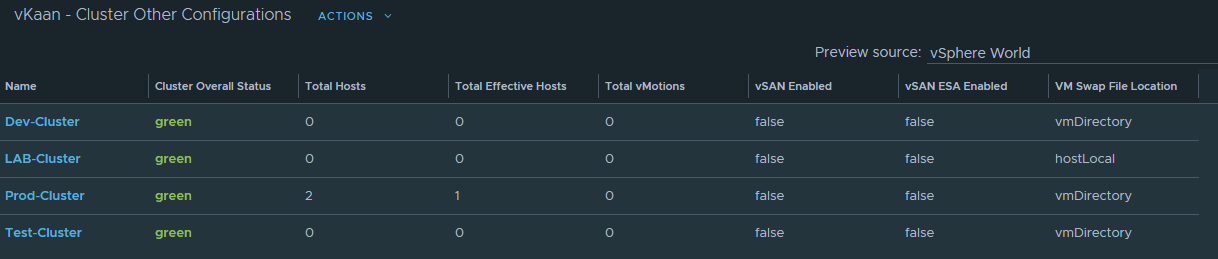 vKaan - Cluster Other Configurations ACTIONS
Preview source: vSphere World
Name Cluster Overall Status Total Hosts Total Effective Hosts Total vMotions vSAN Enabled vSAN ESA Enabled VM Swap File Location
Dev-Cluster green 0 0 0 false false vmDirectory
LAB-Cluster green 0 0 0 false false hostLocal
Prod-Cluster green 2 1 0 false false vmDirectory
Test-Cluster green 0 0 0 false false vmDirectory